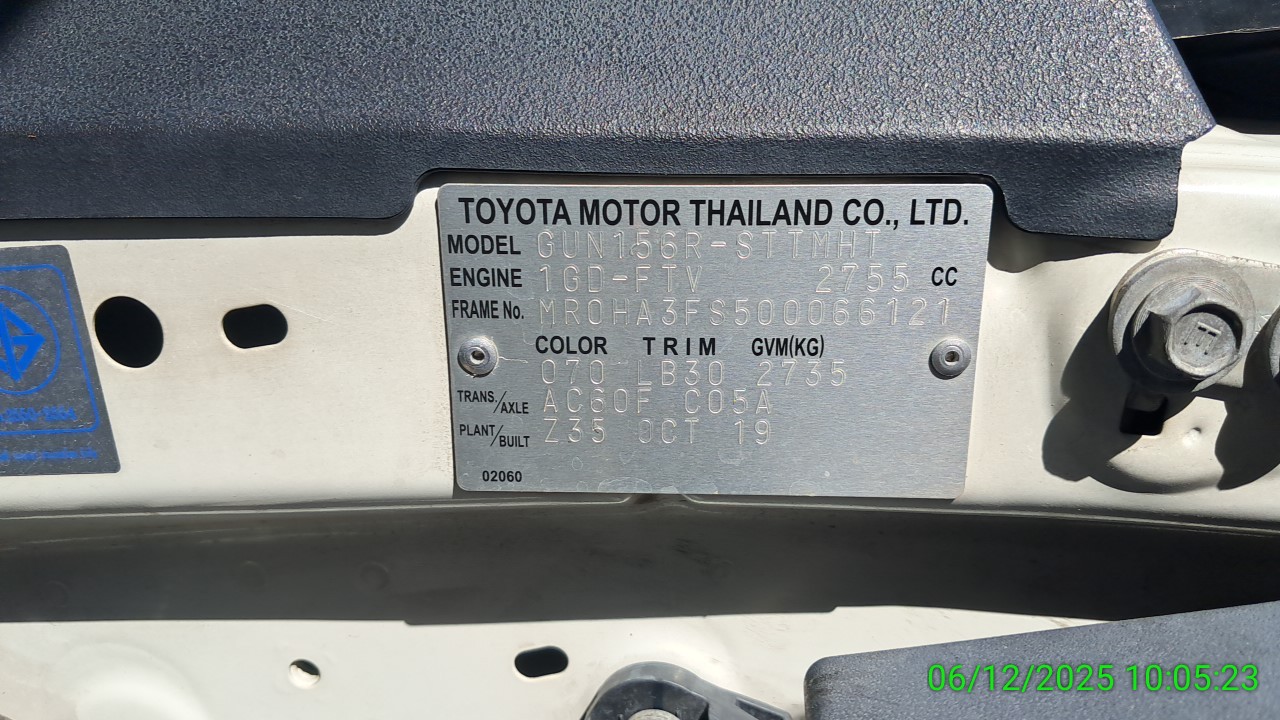 TOYOTA MOTOR THAILAND CO., LTD.
MODEL GUN156R-STTMHT
ENGINE 1GD-FTV 2755 CC
FRAME No. MR0HA3FS500066121
COLOR TRIM GVM(KG)
070 LB30 2735
TRANS./AXLE AC60F C05A
PLANT/BUILT Z35 OCT 19
02060
06/12/2025 10:05:23